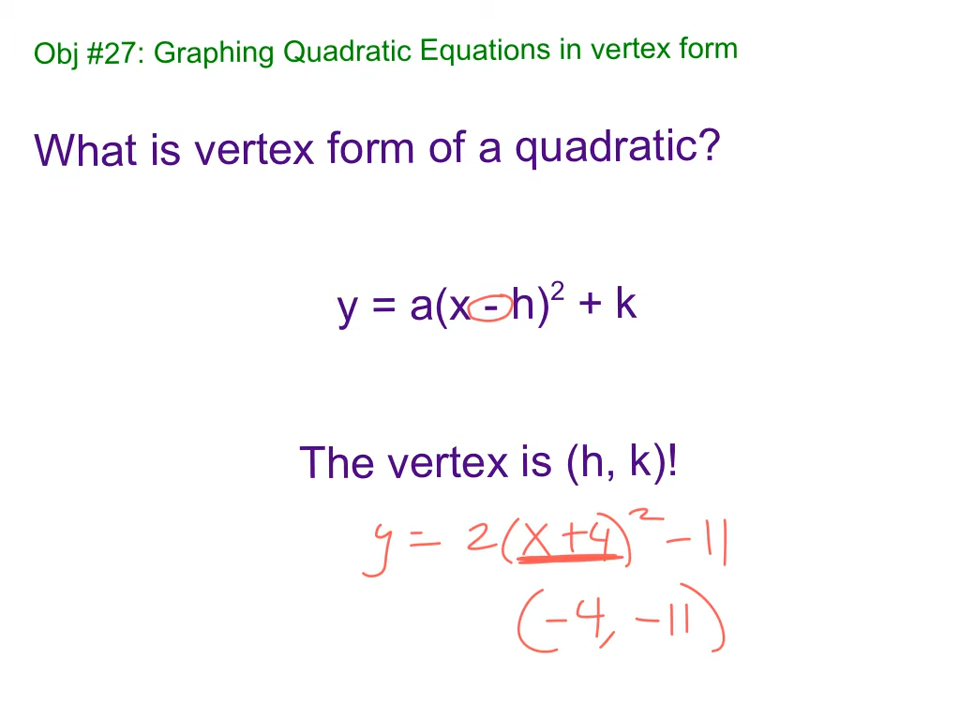 Obj #27: Graphing Quadratic Equations in vertex form
What is vertex form of a quadratic?
y = a(x - h)² + k
The vertex is (h, k)!
y = 2(x+4)² - 11
(-4, -11)